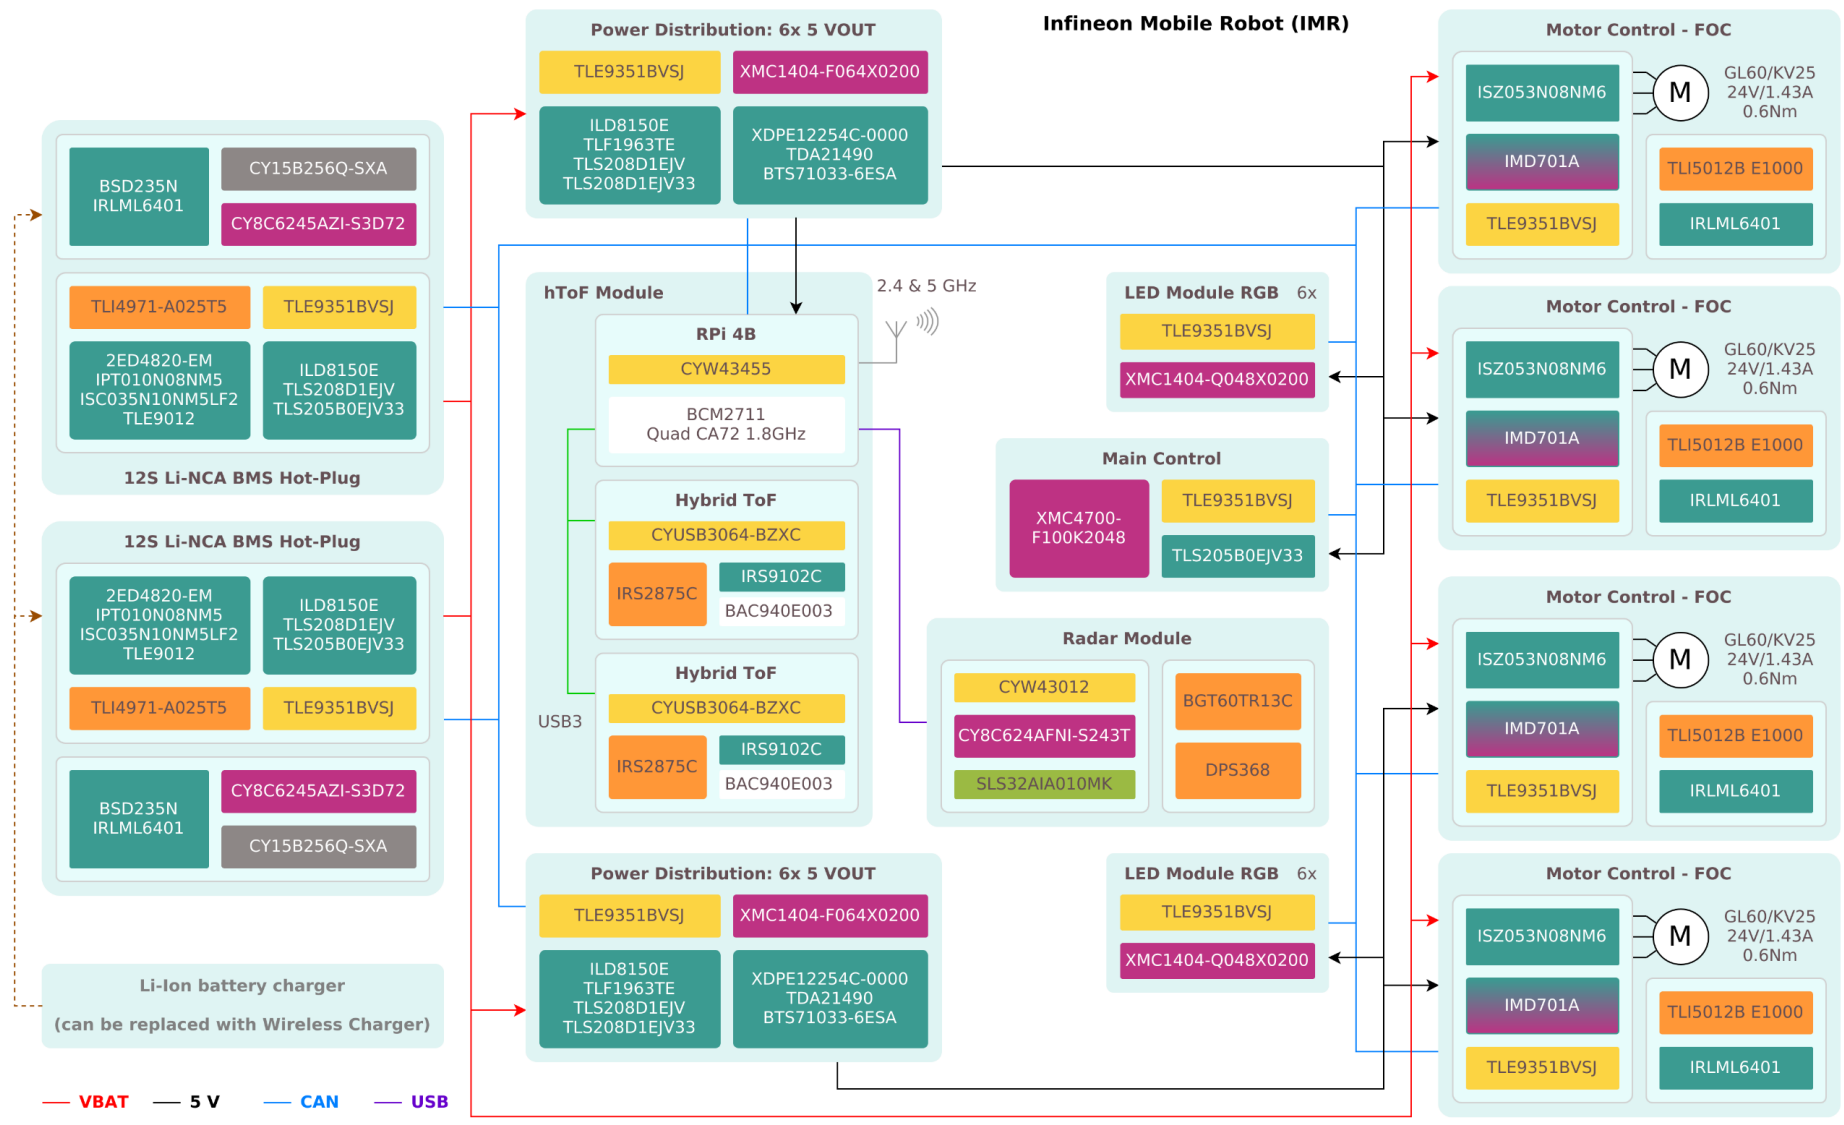 Infineon Mobile Robot (IMR)
Power Distribution: 6x 5 VOUT
TLE9351BVSJ
XMC1404-F064X0200
ILD8150E
TLF1963TE
TLS208D1EJV
TLS208D1EJV33
XDPE12254C-0000
TDA21490
BTS71033-6ESA
BSD235N
IRLML6401
CY15B256Q-SXA
CY8C6245AZI-S3D72
TLI4971-A025T5
TLE9351BVSJ
2ED4820-EM
IPT010N08NM5
ISC035N10NM5LF2
TLE9012
ILD8150E
TLS208D1EJV
TLS205B0EJV33
12S Li-NCA BMS Hot-Plug
12S Li-NCA BMS Hot-Plug
2ED4820-EM
IPT010N08NM5
ISC035N10NM5LF2
TLE9012
ILD8150E
TLS208D1EJV
TLS205B0EJV33
TLI4971-A025T5
TLE9351BVSJ
BSD235N
IRLML6401
CY8C6245AZI-S3D72
CY15B256Q-SXA
Li-Ion battery charger
(can be replaced with Wireless Charger)
VBAT
5 V
CAN
USB
hToF Module
2.4 & 5 GHz
RPi 4B
CYW43455
BCM2711
Quad CA72 1.8GHz
Hybrid ToF
CYUSB3064-BZXC
IRS2875C
IRS9102C
BAC940E003
Hybrid ToF
CYUSB3064-BZXC
IRS2875C
IRS9102C
BAC940E003
USB3
Power Distribution: 6x 5 VOUT
TLE9351BVSJ
XMC1404-F064X0200
ILD8150E
TLF1963TE
TLS208D1EJV
TLS208D1EJV33
XDPE12254C-0000
TDA21490
BTS71033-6ESA
LED Module RGB 6x
TLE9351BVSJ
XMC1404-Q048X0200
Main Control
XMC4700-
F100K2048
TLE9351BVSJ
TLS205B0EJV33
Radar Module
CYW43012
CY8C624AFNI-S243T
SLS32AIA010MK
BGT60TR13C
DPS368
LED Module RGB 6x
TLE9351BVSJ
XMC1404-Q048X0200
Motor Control - FOC
ISZ053N08NM6
M
GL60/KV25
24V/1.43A
0.6Nm
IMD701A
TLI5012B E1000
TLE9351BVSJ
IRLML6401
Motor Control - FOC
ISZ053N08NM6
M
GL60/KV25
24V/1.43A
0.6Nm
IMD701A
TLI5012B E1000
TLE9351BVSJ
IRLML6401
Motor Control - FOC
ISZ053N08NM6
M
GL60/KV25
24V/1.43A
0.6Nm
IMD701A
TLI5012B E1000
TLE9351BVSJ
IRLML6401
Motor Control - FOC
ISZ053N08NM6
M
GL60/KV25
24V/1.43A
0.6Nm
IMD701A
TLI5012B E1000
TLE9351BVSJ
IRLML6401